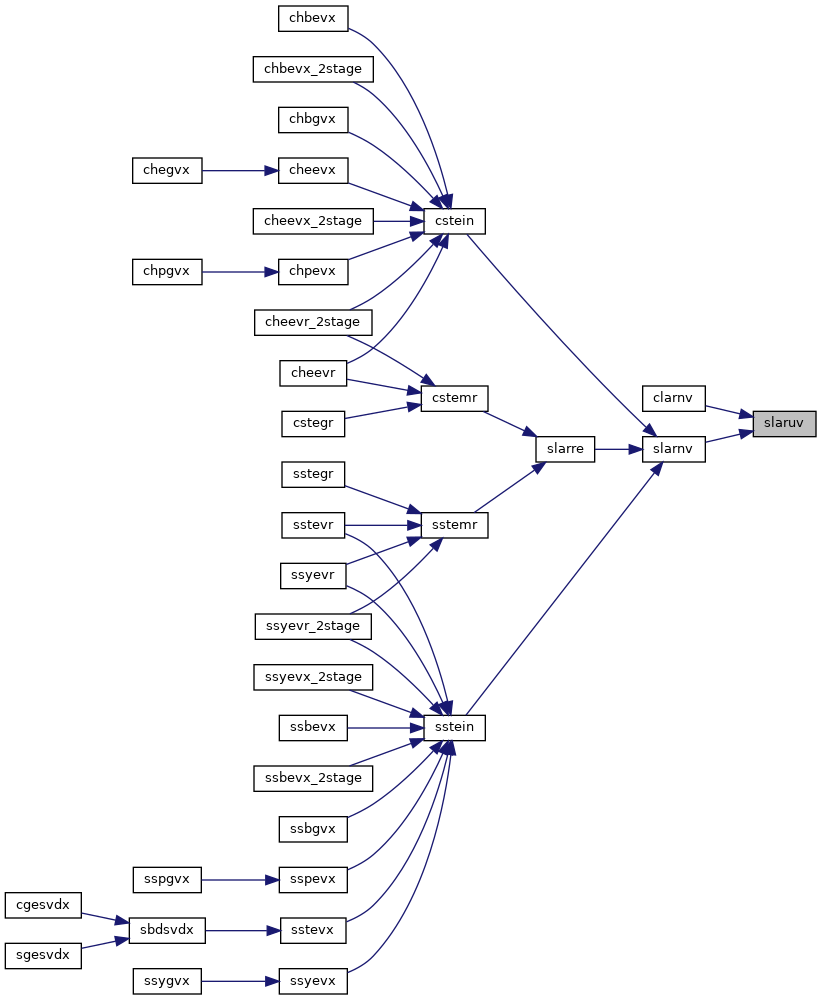 chbevx
chbevx_2stage
chbgvx
chegvx
cheevx
cheevx_2stage
cstein
chpgvx
chpevx
cheevr_2stage
cheevr
cstemr
clarnv
slaruv
cstegr
slarre
slarnv
sstegr
sstevr
sstemr
ssyevr
ssyevr_2stage
ssyevx_2stage
ssbevx
sstein
ssbevx_2stage
ssbgvx
sspgvx
sspevx
cgesvdx
sbdsvdx
sstevx
sgesvdx
ssygvx
ssyevx